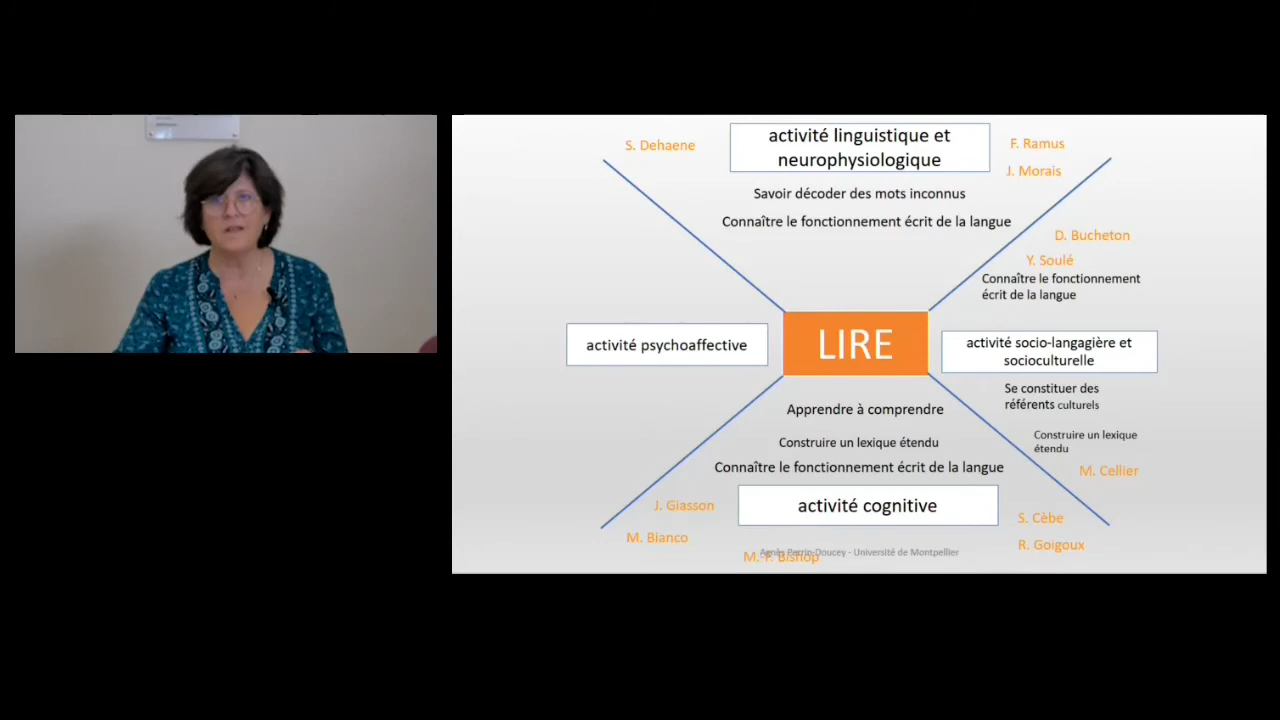 S. Dehaene
activité linguistique et
neurophysiologique
F. Ramus
J. Morais
Savoir décoder des mots inconnus
Connaître le fonctionnement écrit de la langue
D. Bucheton
Y. Soulé
Connaître le fonctionnement
écrit de la langue
activité psychoaffective
LIRE
activité socio-langagière et
socioculturelle
Se constituer des
référents culturels
Apprendre à comprendre
Construire un lexique étendu
Connaître le fonctionnement écrit de la langue
Construire un lexique
étendu
M. Cellier
J. Giasson
activité cognitive
S. Cèbe
M. Bianco
R. Goigoux
M. F. Bishop
Agnès Perrin-Doucey - Université de Montpellier